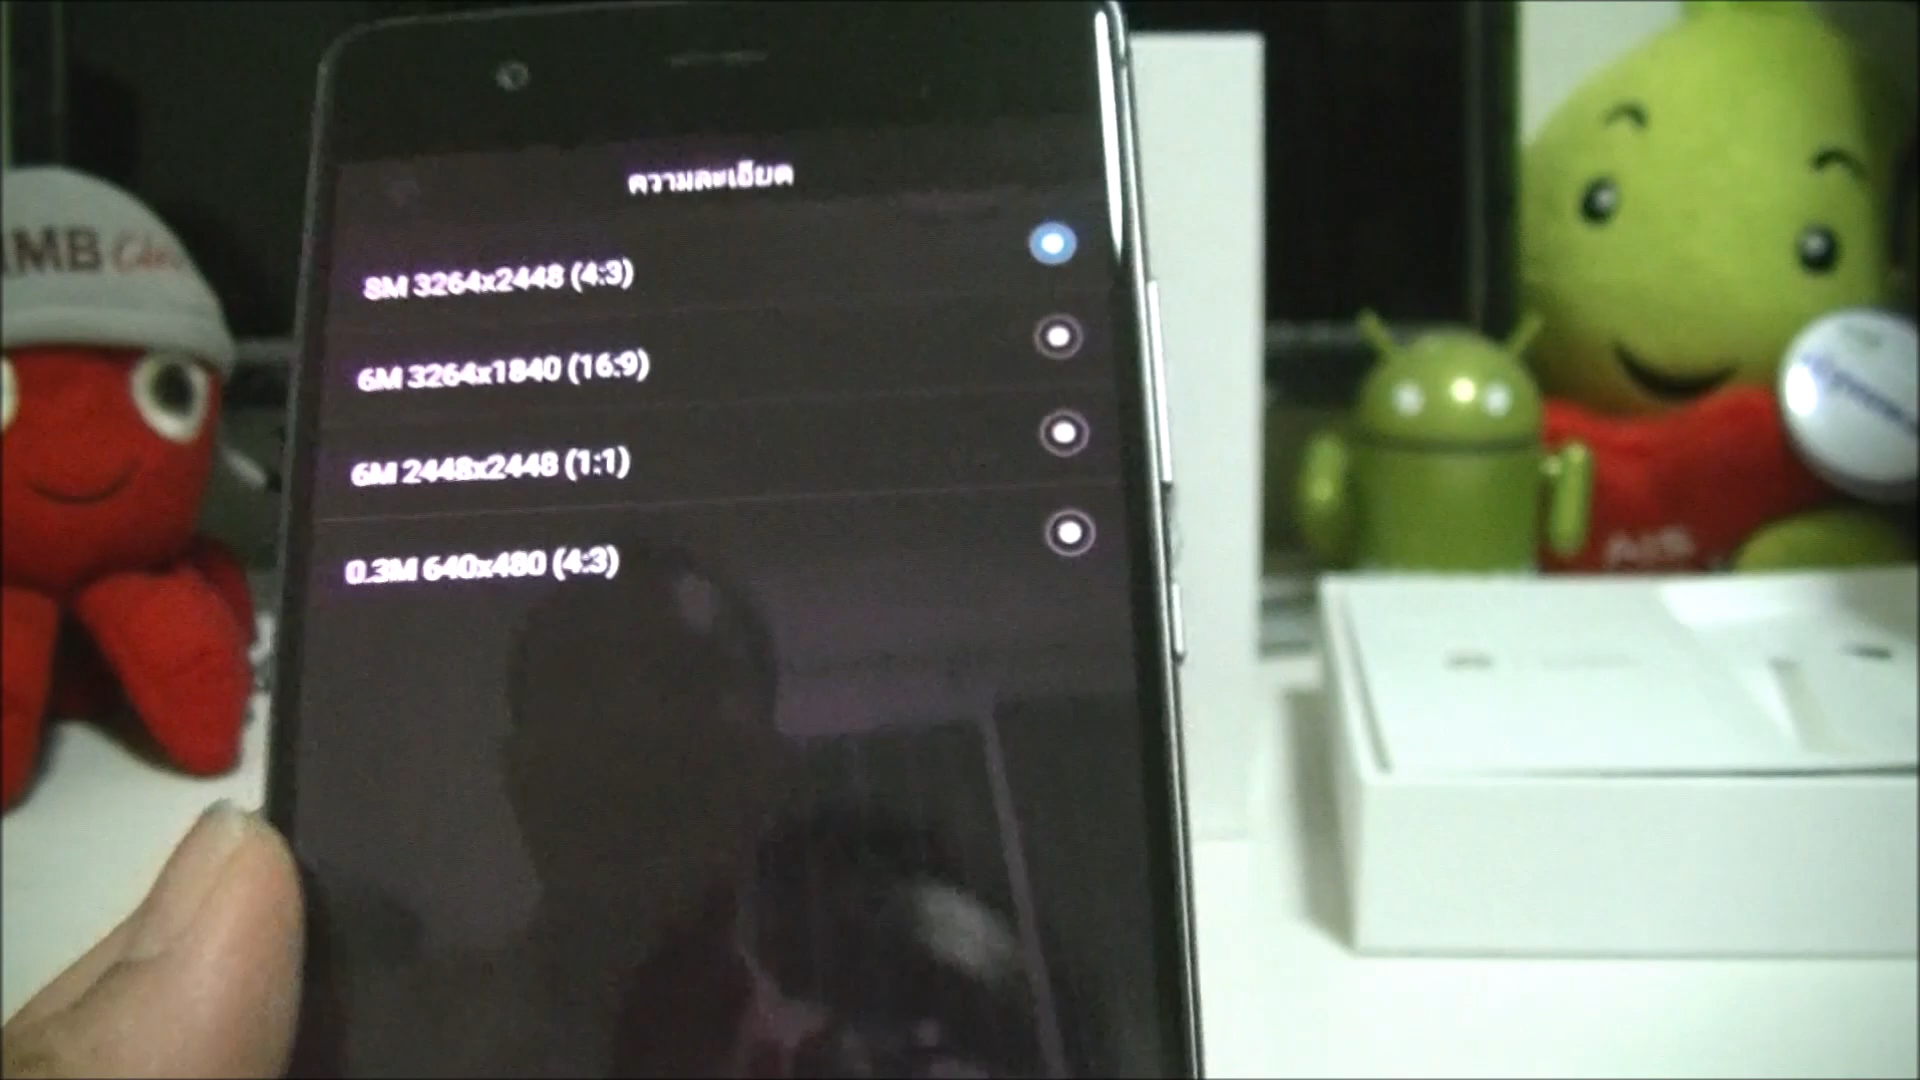 ความละเอียด
8M 3264x2448 (4:3)
6M 3264x1840 (16:9)
6M 2448x2448 (1:1)
0.3M 640x480 (4:3)
AIS